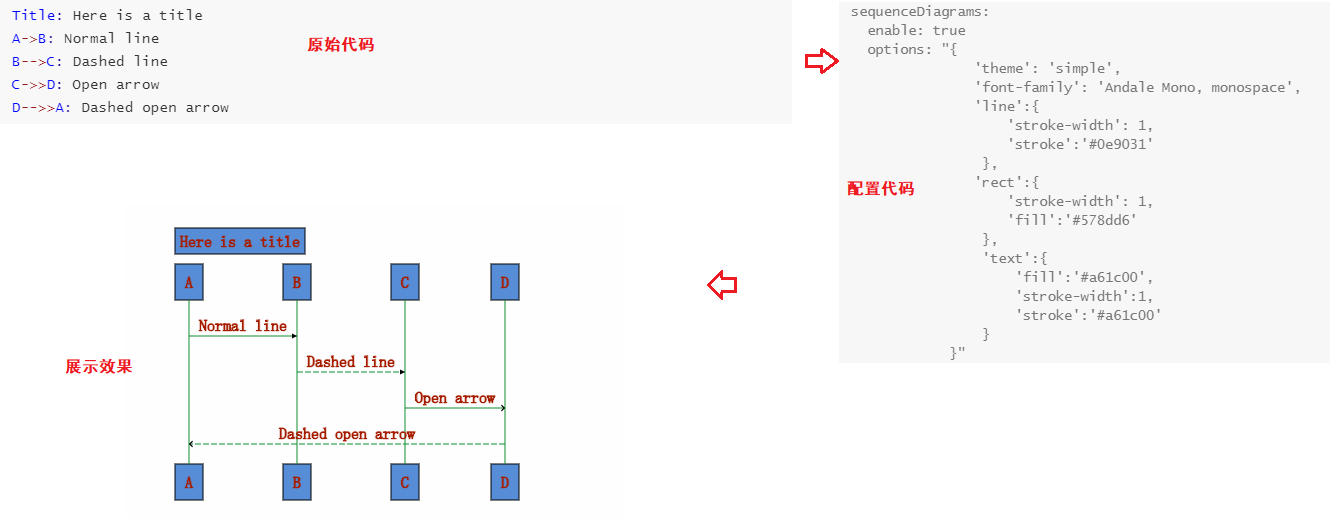 Title: Here is a title
A->B: Normal line
B-->C: Dashed line
C->>D: Open arrow
D-->>A: Dashed open arrow
原始代码
sequenceDiagrams:
  enable: true
  options: "{
               'theme': 'simple',
               'font-family': 'Andale Mono, monospace',
               'line':{
                   'stroke-width': 1,
                   'stroke':'#0e9031'
                },
               'rect':{
                   'stroke-width': 1,
                   'fill':'#578dd6'
                },
                'text':{
                    'fill':'#a61c00',
                    'stroke-width':1,
                    'stroke':'#a61c00'
                }
            }"
配置代码
Here is a title
A B C D
Normal line
Dashed line
Open arrow
Dashed open arrow
A B C D
展示效果